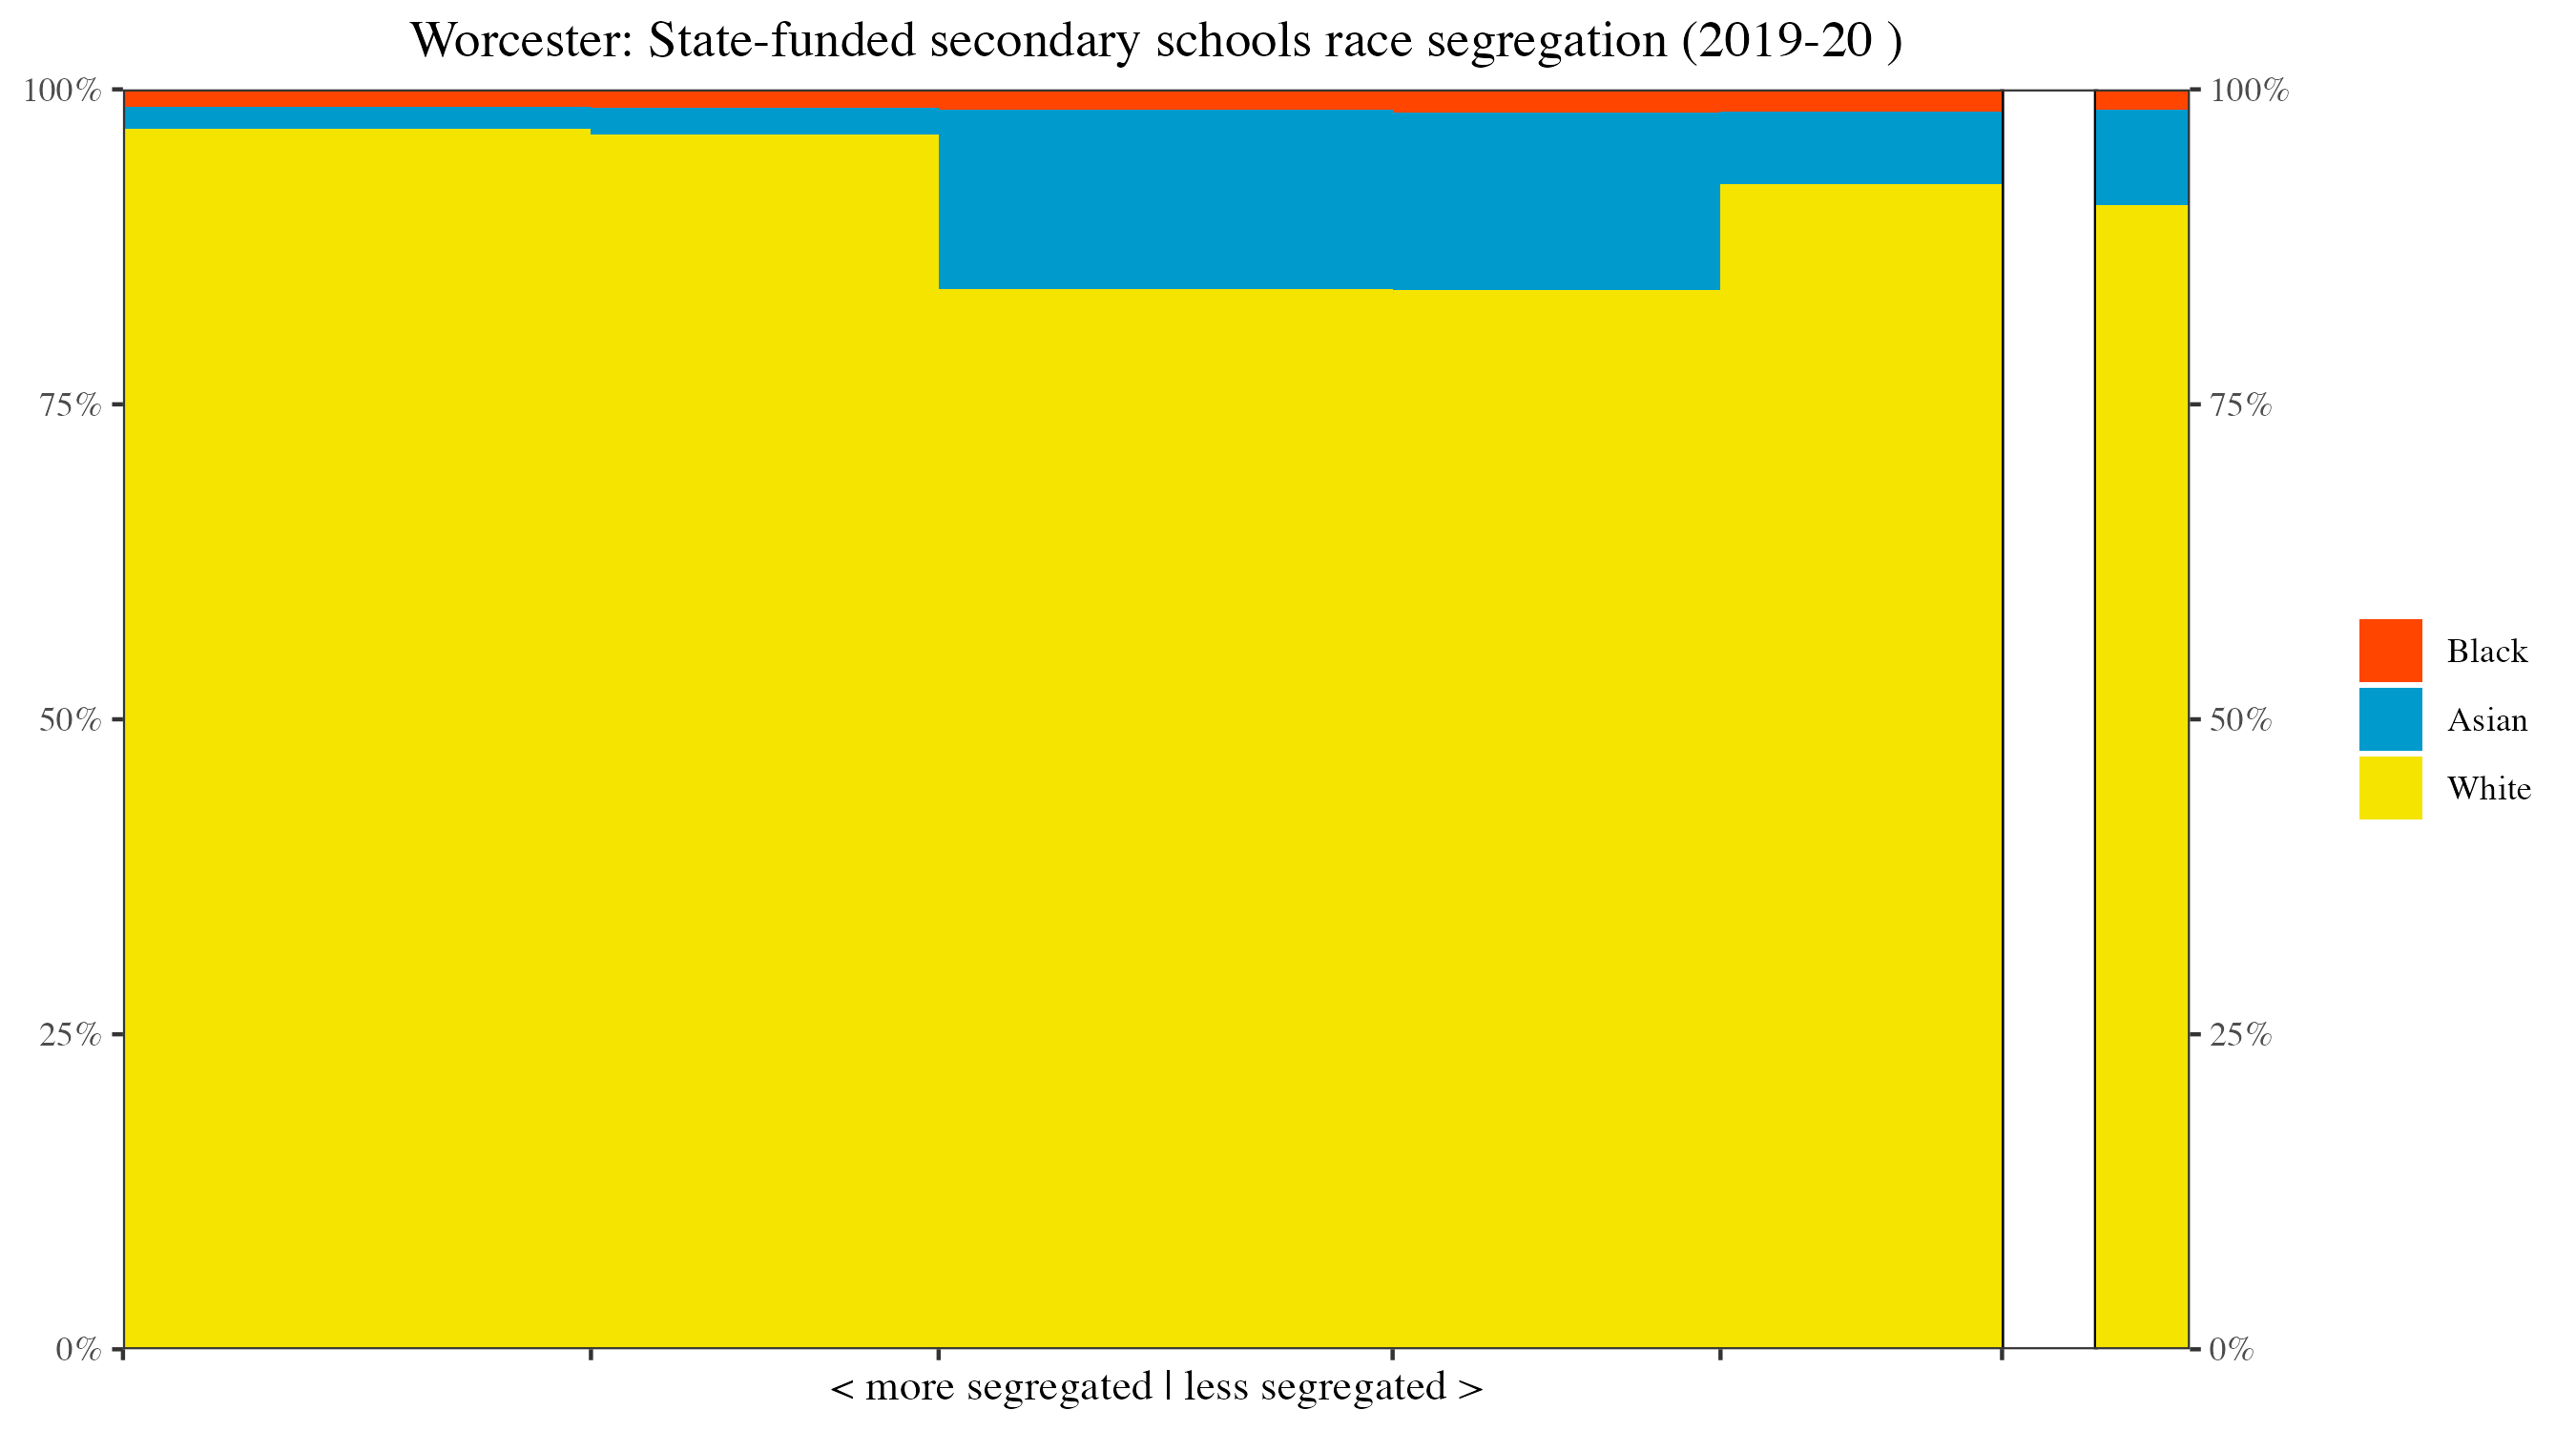 Worcester: State-funded secondary schools race segregation (2019-20 )
100%
75%
50%
25%
0%
100%
75%
50%
25%
0%
< more segregated | less segregated >
Black
Asian
White